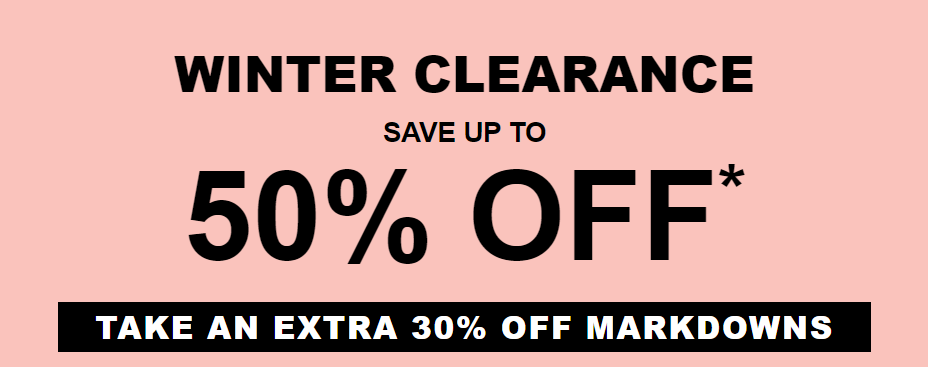 WINTER CLEARANCE
SAVE UP TO
50% OFF*
TAKE AN EXTRA 30% OFF MARKDOWNS